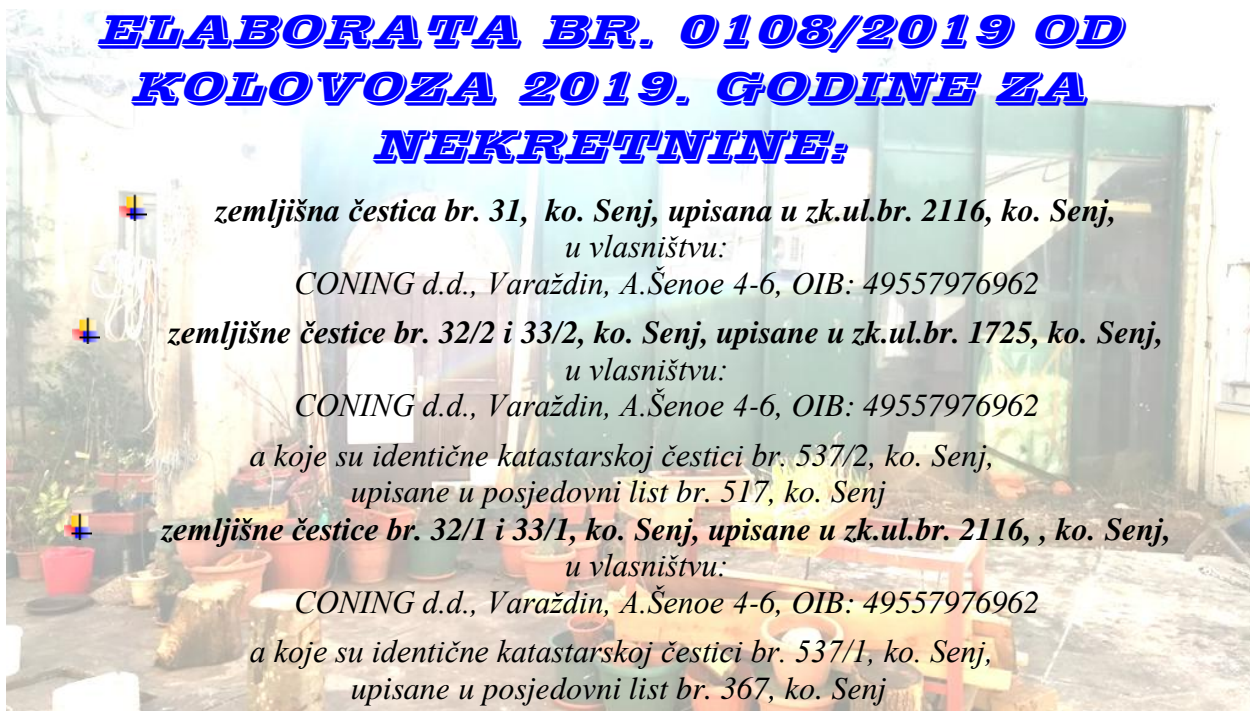 ELABORATA BR. 0108/2019 OD
KOLOVOZA 2019. GODINE ZA
NEKRETNINE:
zemljišna čestica br. 31, ko. Senj, upisana u zk.ul.br. 2116, ko. Senj,
u vlasništvu:
CONING d.d., Varaždin, A.Šenoe 4-6, OIB: 49557976962
zemljišne čestice br. 32/2 i 33/2, ko. Senj, upisane u zk.ul.br. 1725, ko. Senj,
u vlasništvu:
CONING d.d., Varaždin, A.Šenoe 4-6, OIB: 49557976962
a koje su identične katastarskoj čestici br. 537/2, ko. Senj,
upisane u posjedovni list br. 517, ko. Senj
zemljišne čestice br. 32/1 i 33/1, ko. Senj, upisane u zk.ul.br. 2116, , ko. Senj,
u vlasništvu:
CONING d.d., Varaždin, A.Šenoe 4-6, OIB: 49557976962
a koje su identične katastarskoj čestici br. 537/1, ko. Senj,
upisane u posjedovni list br. 367, ko. Senj